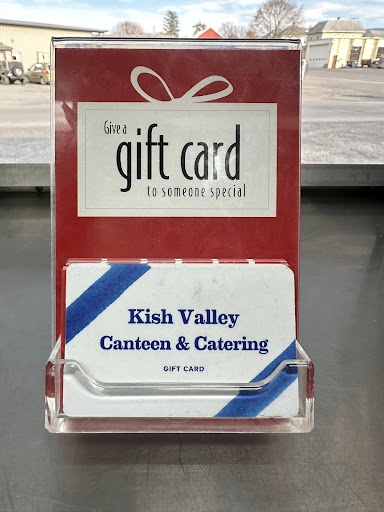 Give a
gift card
to someone special
Kish Valley
Canteen & Catering
GIFT CARD